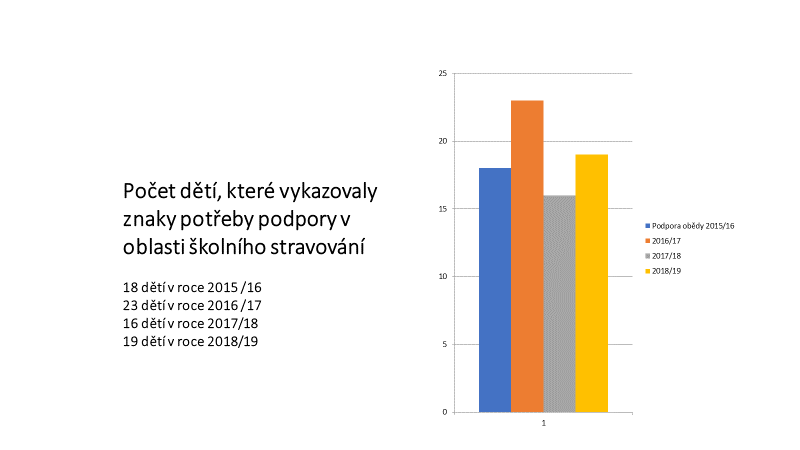 Počet dětí, které vykazovaly
znaky potřeby podpory v
oblasti školního stravování
18 dětí v roce 2015 /16
23 dětí v roce 2016 /17
16 dětí v roce 2017/18
19 dětí v roce 2018/19
25
20
15
10
5
0
1
Podpora obědy 2015/16
2016/17
2017/18
2018/19